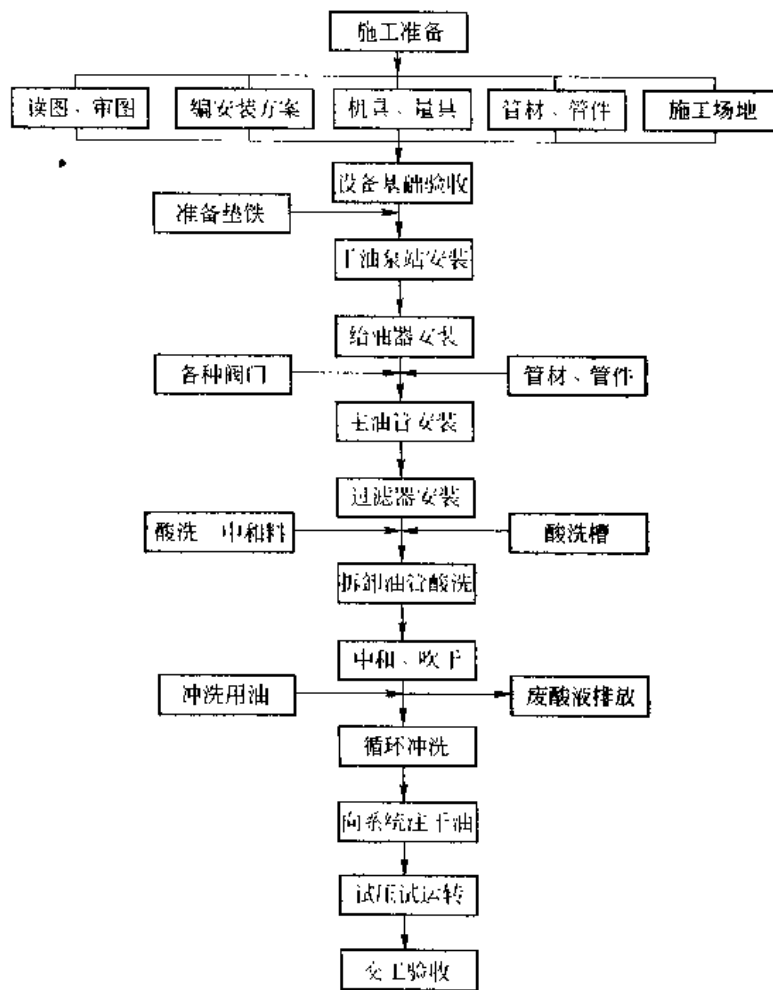 施工准备
读图、审图
编安装方案
机具、量具
管材、管件
施工场地
设备基础验收
准备垫铁
干油泵站安装
给油器安装
各种阀门
管材、管件
主油管安装
过滤器安装
酸洗 中和料
酸洗槽
拆卸油管酸洗
中和、吹干
冲洗用油
废酸液排放
循环冲洗
向系统注干油
试压试运转
交工验收